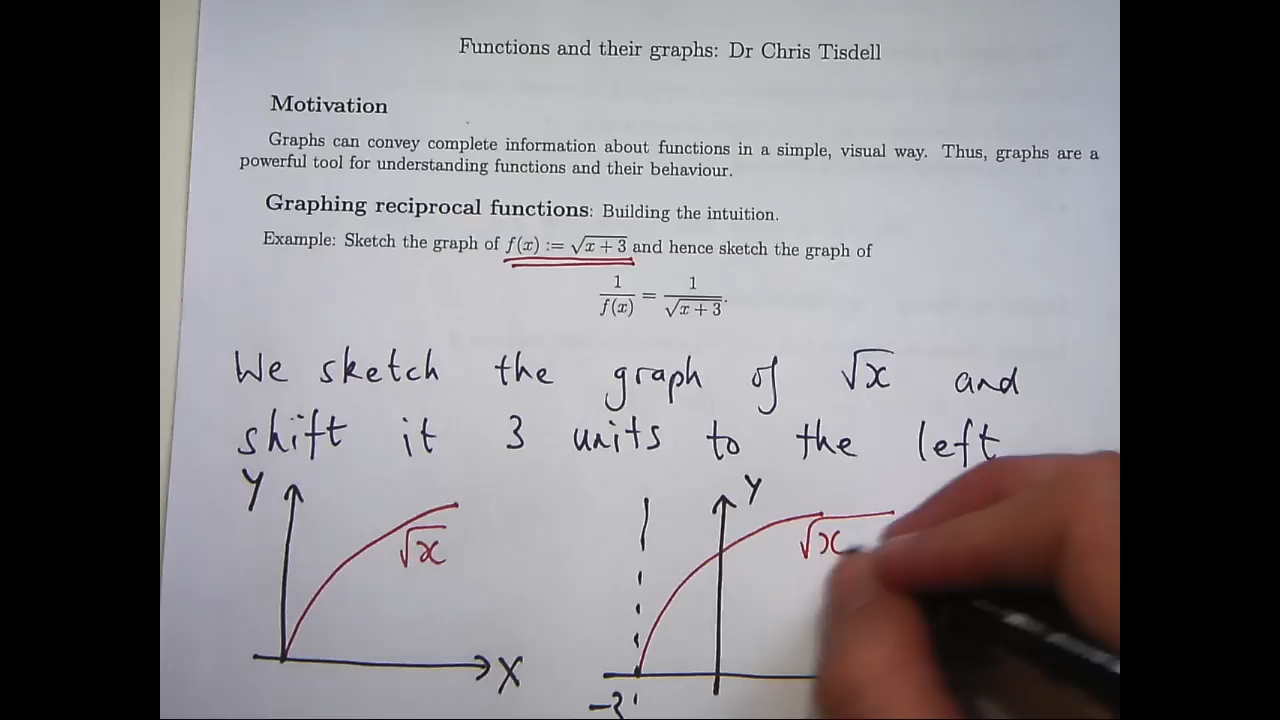 Functions and their graphs: Dr Chris Tisdell
Motivation
Graphs can convey complete information about functions in a simple, visual way. Thus, graphs are a
powerful tool for understanding functions and their behaviour.
Graphing reciprocal functions: Building the intuition.
Example: Sketch the graph of f(x) := √x + 3 and hence sketch the graph of
1/f(x) = 1/√x + 3.
We sketch the graph of √x and
shift it 3 units to the left
Y
√x
X
Y
√x
-3